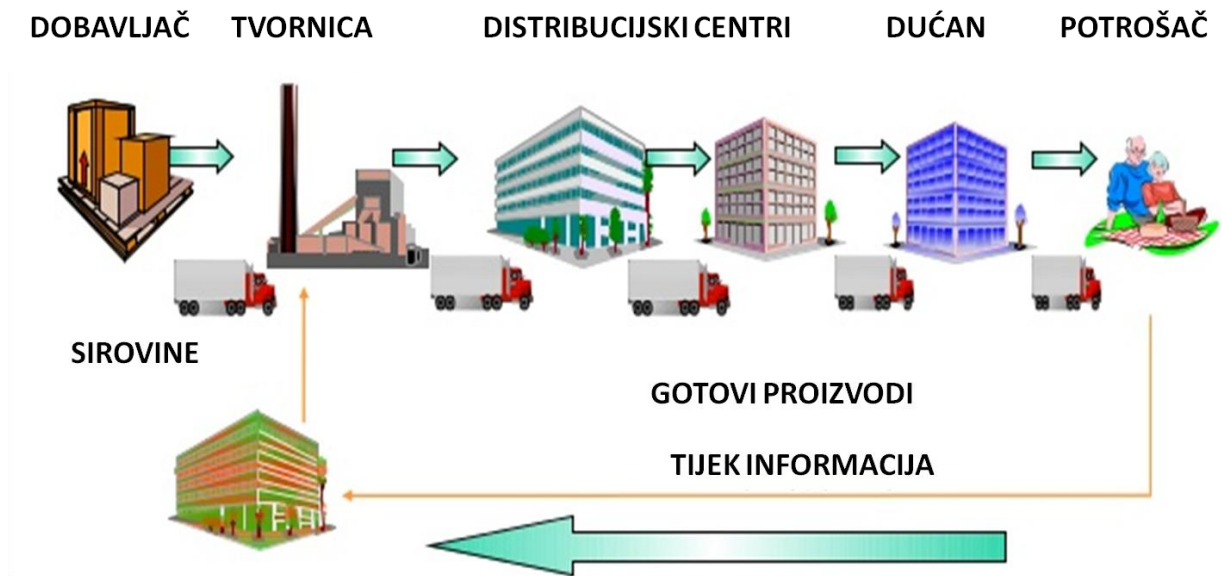 DOBAVLJAČ TVORNICA DISTRIBUCIJSKI CENTRI DUĆAN POTROŠAČ
SIROVINE
GOTOVI PROIZVODI
TIJEK INFORMACIJA